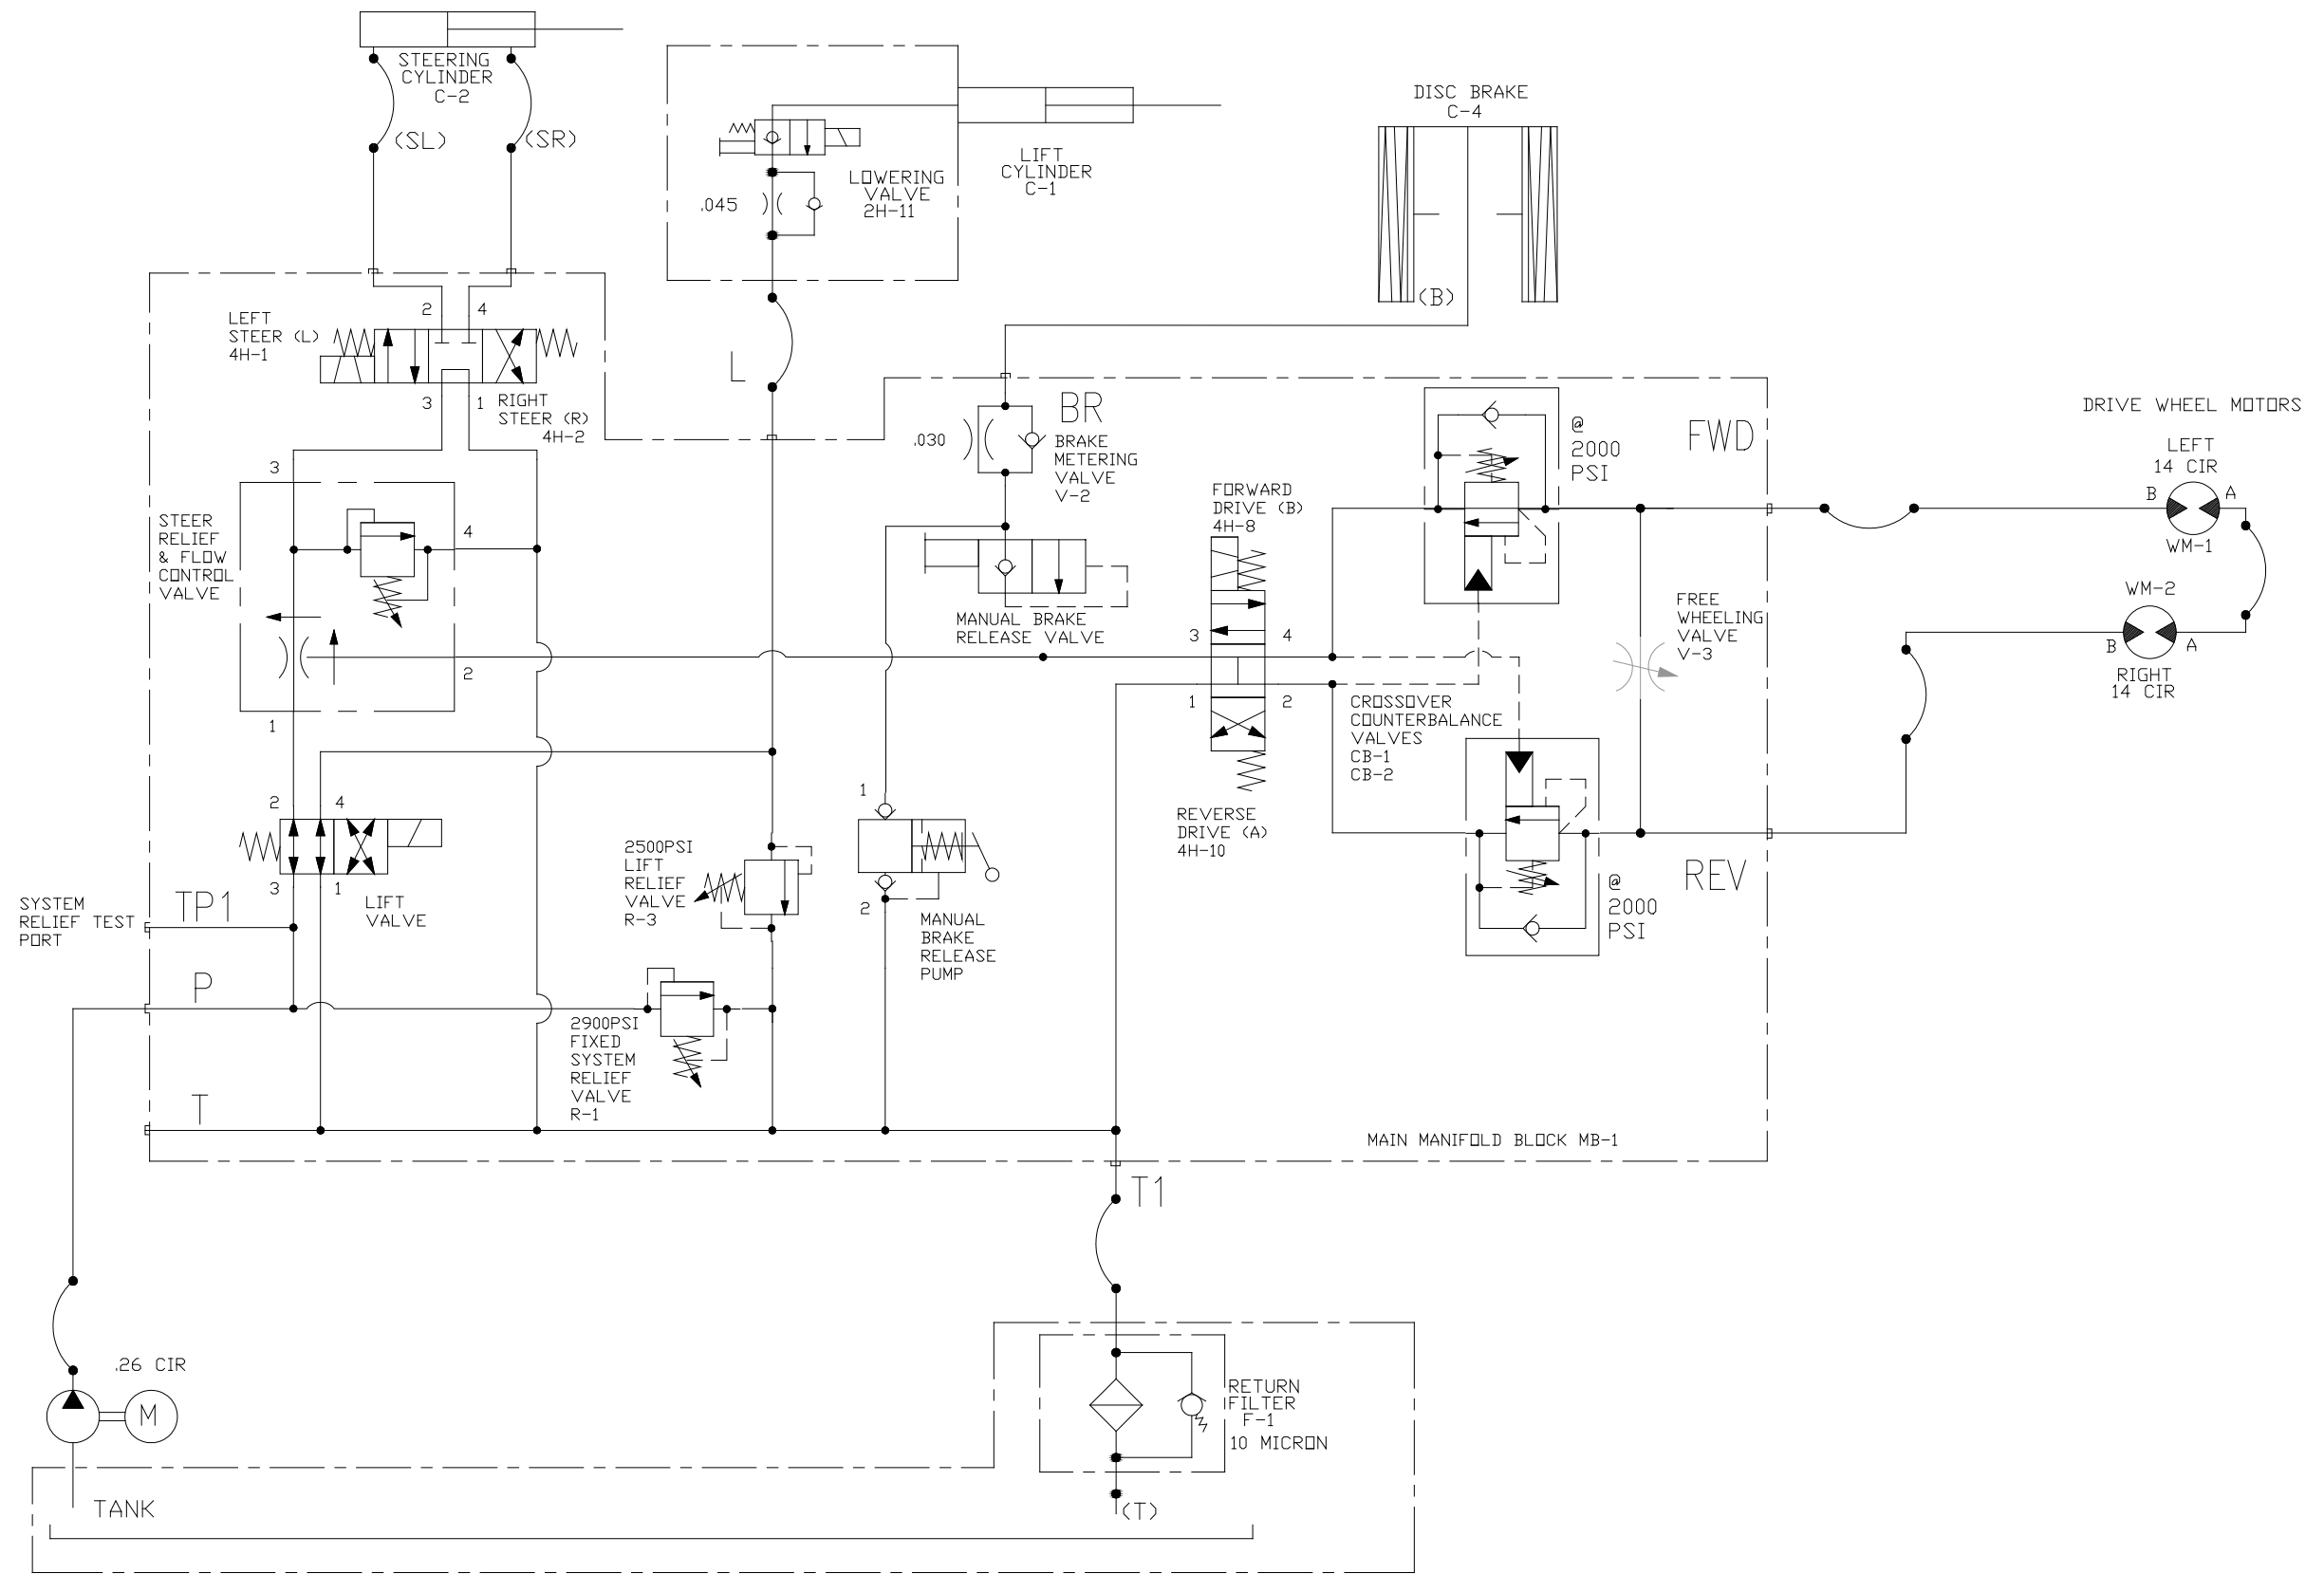 STEERING
CYLINDER
C-2
(SL)
(SR)
LIFT
CYLINDER
C-1
LOWERING
VALVE
2H-11
.045
DISC BRAKE
C-4
(B)
2
4
LEFT
STEER (L)
4H-1
3
1
RIGHT
STEER (R)
4H-2
L
.030
BR
BRAKE
METERING
VALVE
V-2
@
2000
PSI
FWD
DRIVE WHEEL MOTORS
LEFT
14 CIR
B
A
WM-1
WM-2
B
A
RIGHT
14 CIR
3
STEER
RELIEF
& FLOW
CONTROL
VALVE
4
2
1
FORWARD
DRIVE (B)
4H-8
MANUAL BRAKE
RELEASE VALVE
3
4
1
2
FREE
WHEELING
VALVE
V-3
CROSSOVER
COUNTERBALANCE
VALVES
CB-1
CB-2
REVERSE
DRIVE (A)
4H-10
@
2000
PSI
REV
2
4
3
1
LIFT
VALVE
SYSTEM
RELIEF TEST
PORT
TP1
2500PSI
LIFT
RELIEF
VALVE
R-3
1
2
MANUAL
BRAKE
RELEASE
PUMP
P
2900PSI
FIXED
SYSTEM
RELIEF
VALVE
R-1
T
MAIN MANIFOLD BLOCK MB-1
T1
.26 CIR
M
RETURN
FILTER
F-1
10 MICRON
TANK
(T)